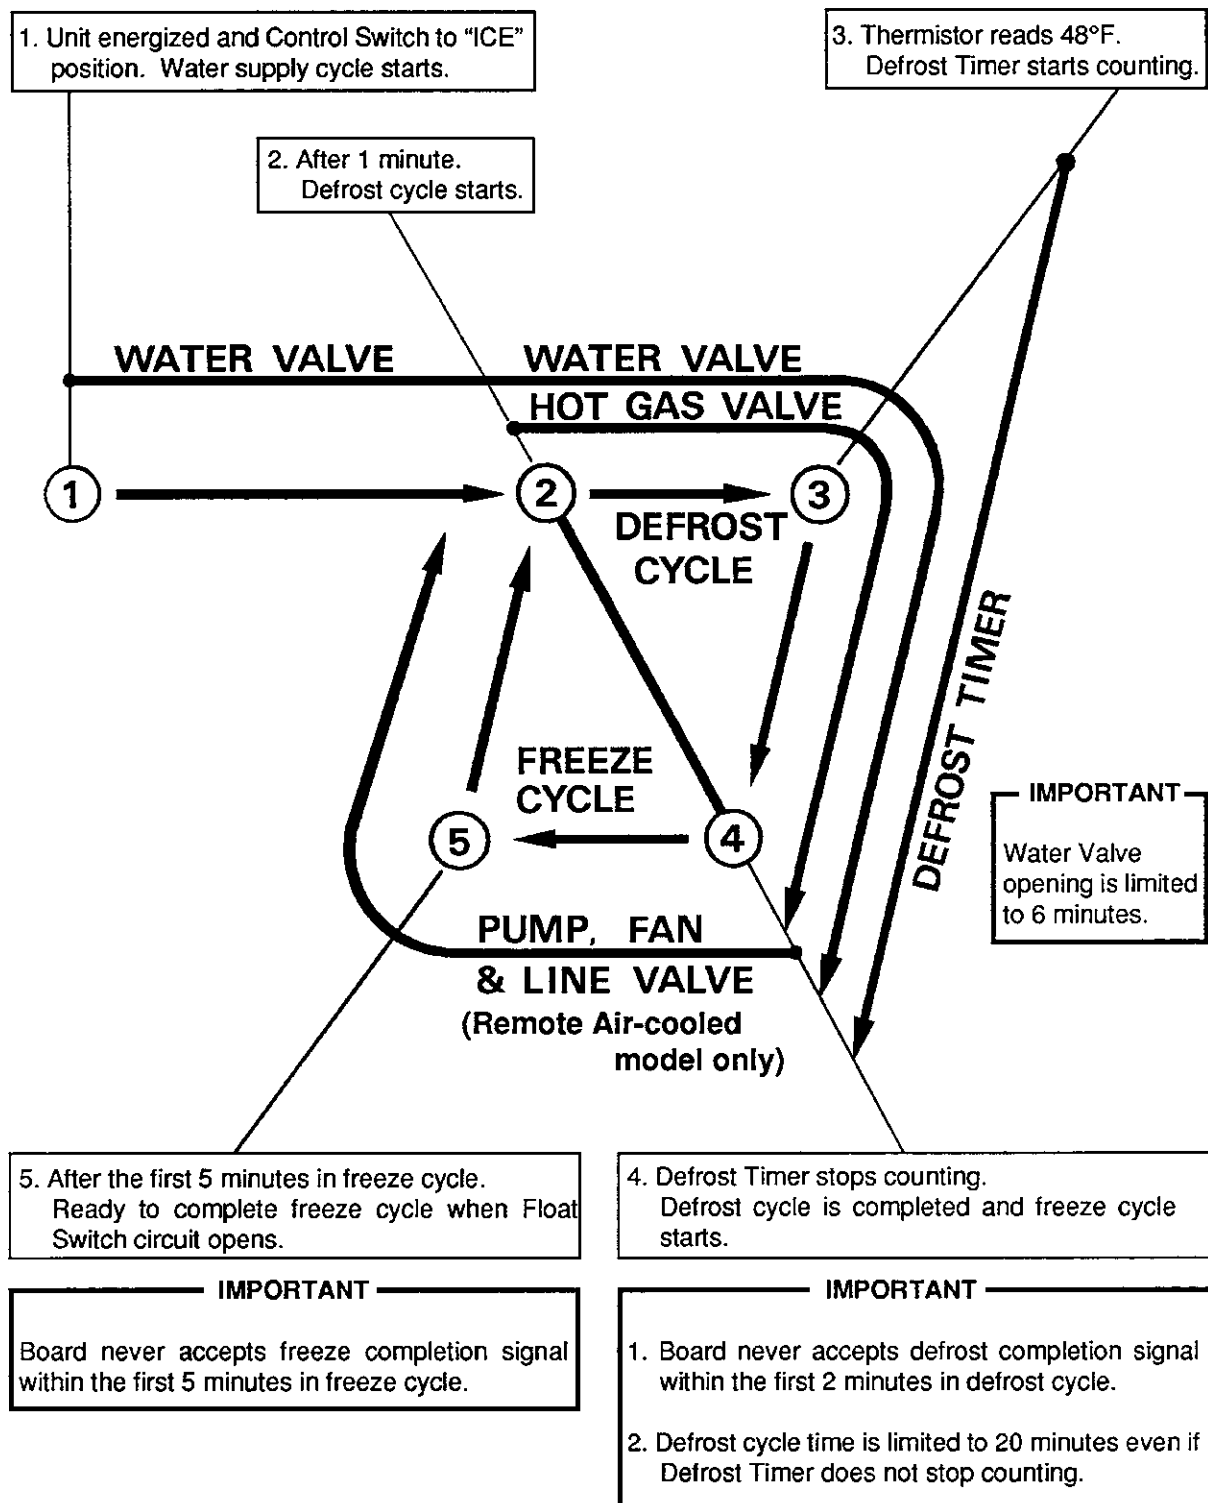 1. Unit energized and Control Switch to “ICE”
position. Water supply cycle starts.
3. Thermistor reads 48°F.
Defrost Timer starts counting.
2. After 1 minute.
Defrost cycle starts.
WATER VALVE WATER VALVE
HOT GAS VALVE
1
2
3
DEFROST
CYCLE
DEFROST TIMER
FREEZE
CYCLE
5
4
IMPORTANT
Water Valve
opening is limited
to 6 minutes.
PUMP, FAN
& LINE VALVE
(Remote Air-cooled
model only)
5. After the first 5 minutes in freeze cycle.
Ready to complete freeze cycle when Float
Switch circuit opens.
4. Defrost Timer stops counting.
Defrost cycle is completed and freeze cycle
starts.
IMPORTANT
Board never accepts freeze completion signal
within the first 5 minutes in freeze cycle.
IMPORTANT
1. Board never accepts defrost completion signal
within the first 2 minutes in defrost cycle.
2. Defrost cycle time is limited to 20 minutes even if
Defrost Timer does not stop counting.